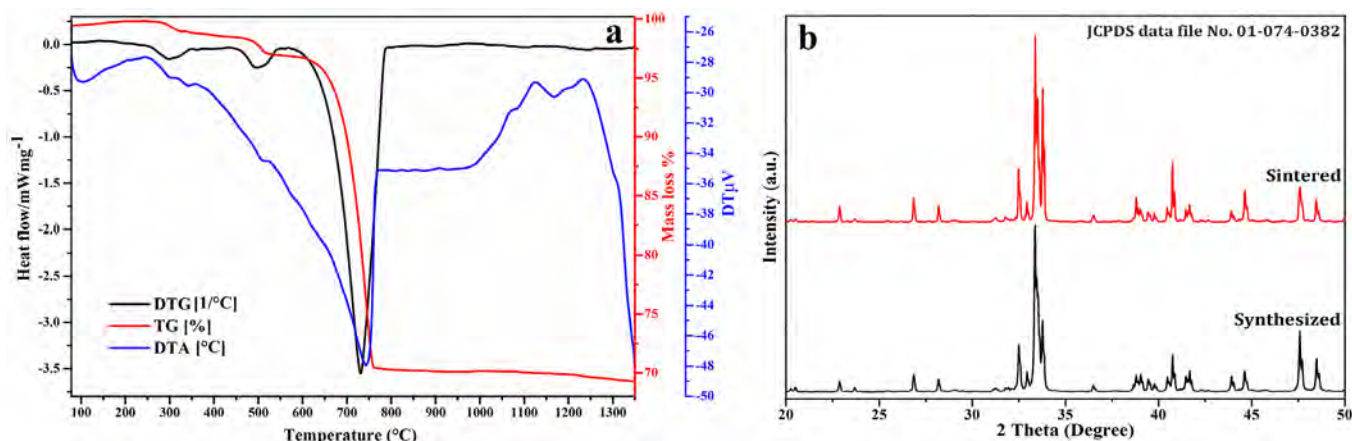 a
0.0
-0.5
-1.0
-1.5
-2.0
-2.5
-3.0
-3.5
Heat flow/mWmg-1
100 200 300 400 500 600 700 800 900 1000 1100 1200 1300
Temperature (°C)
DTG [1/°C]
TG [%]
DTA [°C]
100
95
90
85
80
75
70
Mass loss %
-26
-28
-30
-32
-34
-36
-38
-40
-42
-44
-46
-48
-50
DTµV
b
JCPDS data file No. 01-074-0382
Sintered
Synthesized
Intensity (a.u.)
20 25 30 35 40 45 50
2 Theta (Degree)